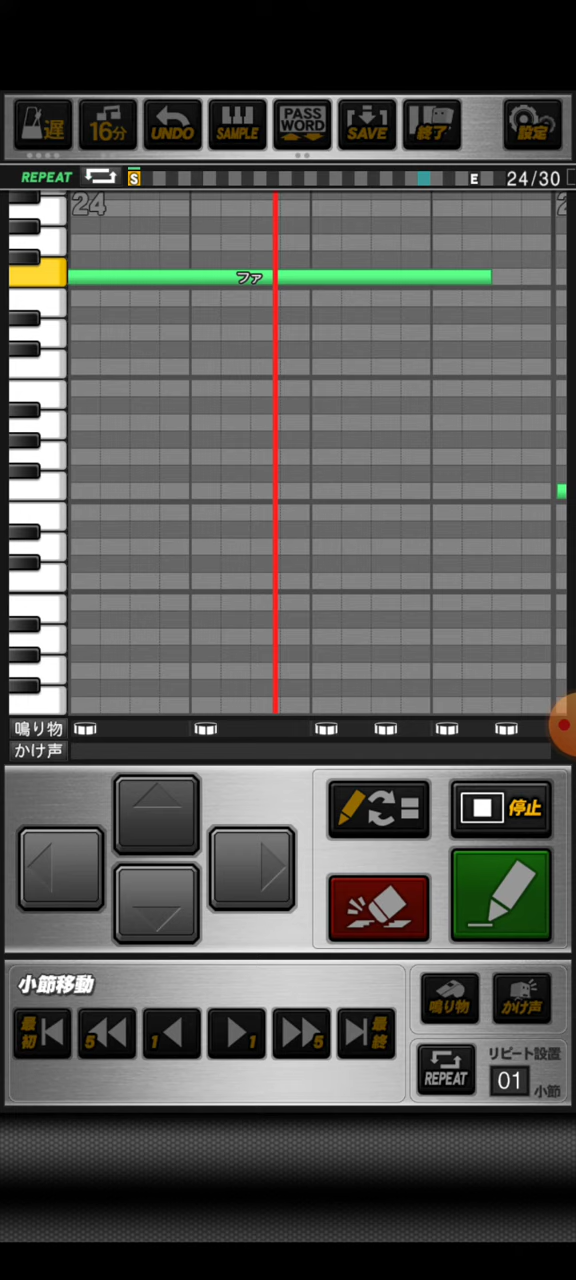 遅 16分 UNDO SAMPLE PASS WORD SAVE 終了 設定
REPEAT S E 24/30
24
ファ
鳴り物
かけ声
停止
小節移動
最初 5 1 1 5 最終
鳴り物 かけ声
REPEAT リピート設置 01 小節